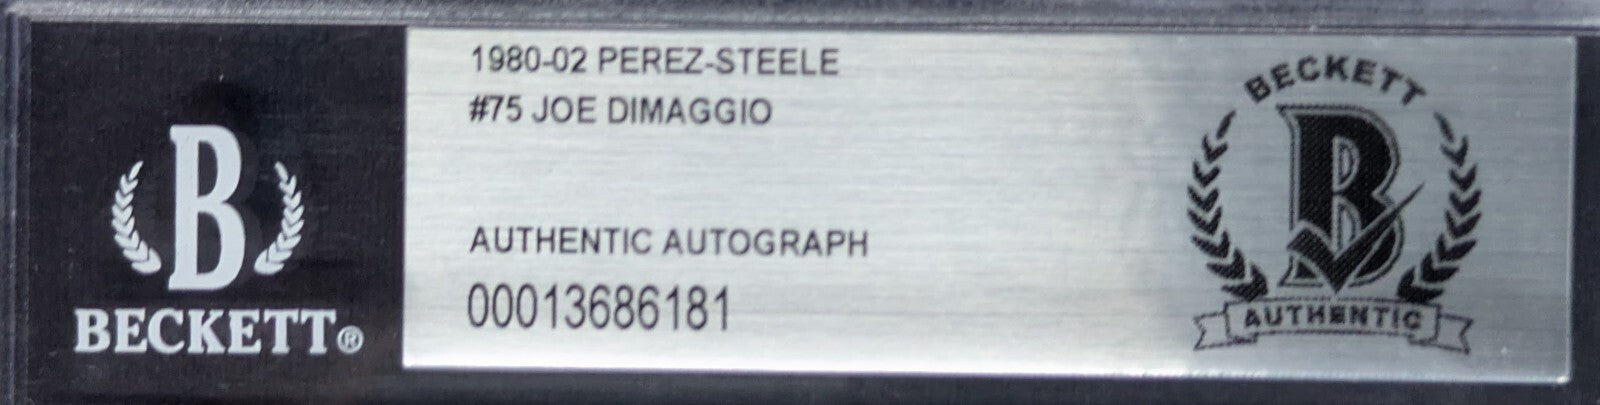 B
BECKETT®
1980-02 PEREZ-STEELE
#75 JOE DIMAGGIO
AUTHENTIC AUTOGRAPH
00013686181
BECKETT
B
AUTHENTIC